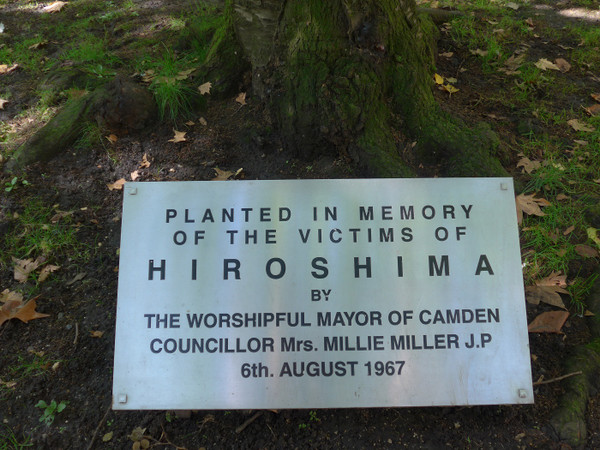 PLANTED IN MEMORY
OF THE VICTIMS OF
HIROSHIMA
BY
THE WORSHIPFUL MAYOR OF CAMDEN
COUNCILLOR Mrs. MILLIE MILLER J.P
6th. AUGUST 1967